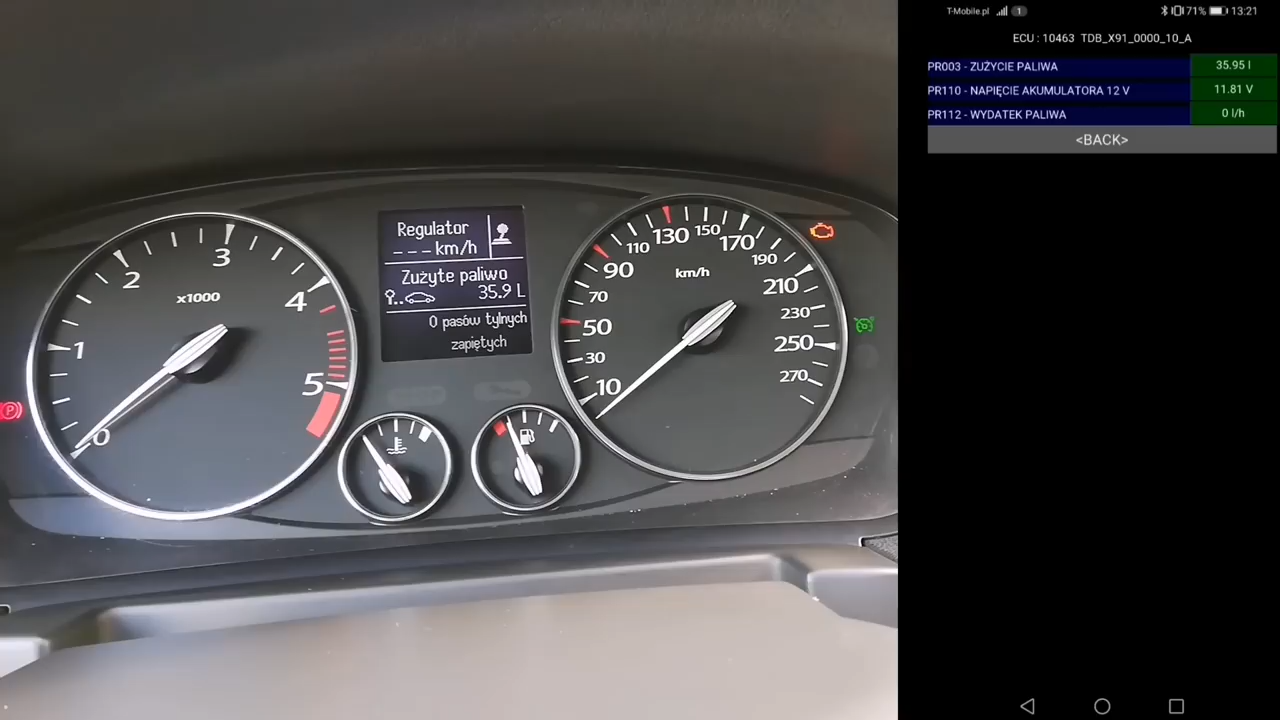 T-Mobile.pl 1 71% 13:21
ECU : 10463 TDB_X91_0000_10_A
PR003 - ZUŻYCIE PALIWA 35.95 l
PR110 - NAPIĘCIE AKUMULATORA 12 V 11.81 V
PR112 - WYDATEK PALIWA 0 l/h
<BACK>
Regulator
---km/h
Zużyte paliwo
35.9 L
0 pasów tylnych
zapiętych
0 1 2 3 4 5
x1000
10 30 50 70 90 110 130 150 170 190 210 230 250 270
km/h
P